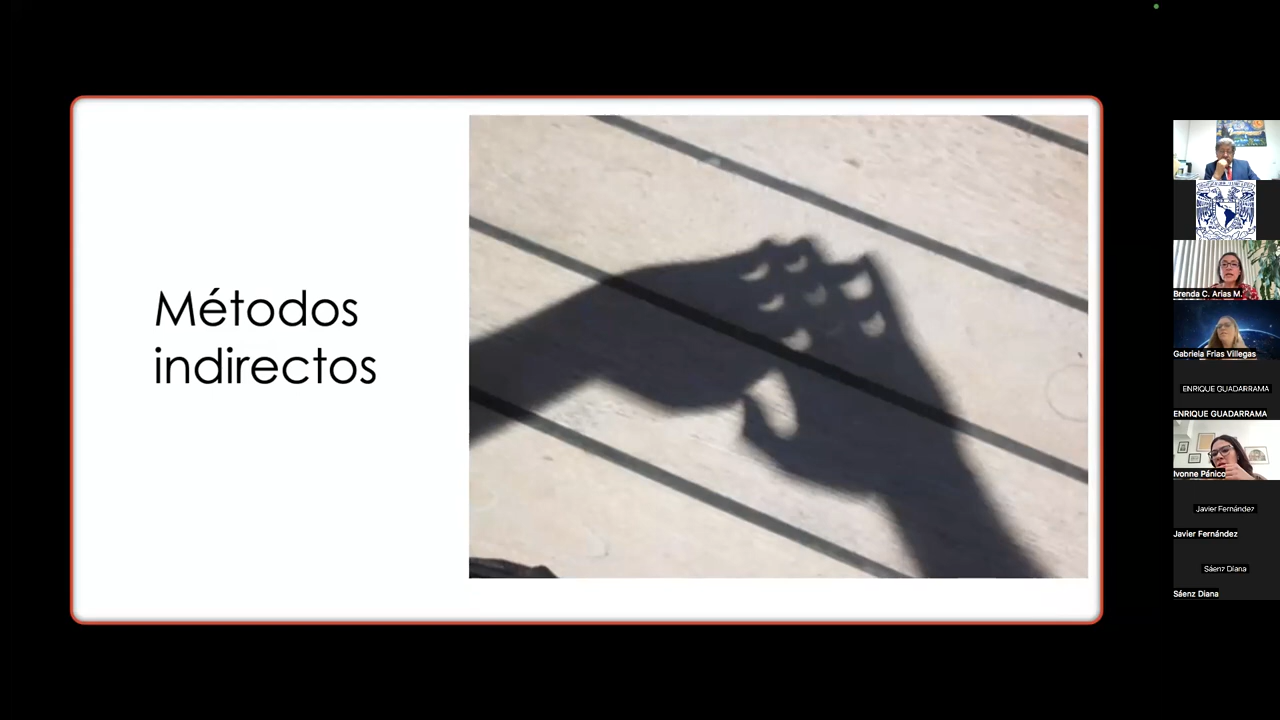 Métodos
indirectos
Brenda C. Arias M.
Gabriela Frias Villegas
ENRIQUE GUADARRAMA
ENRIQUE GUADARRAMA
Ivonne Pánico
Javier Fernández
Javier Fernández
Sáenz Diana
Sáenz Diana